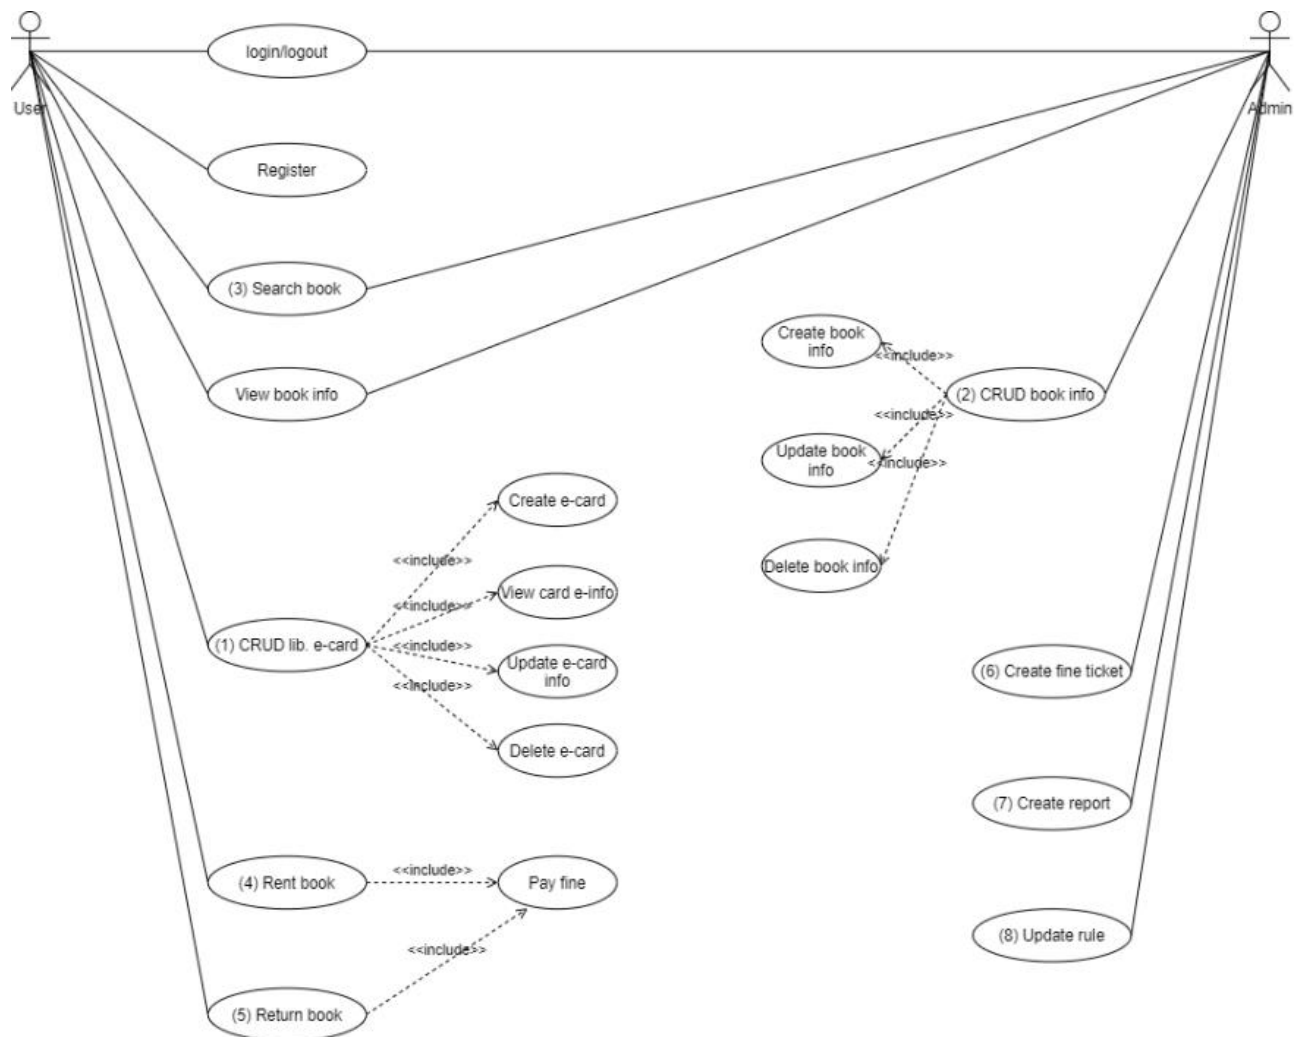 login/logout
User
Admin
Register
(3) Search book
Create book
info
<<include>>
View book info
(2) CRUD book info
<<include>>
Update book
info
<<include>>
Create e-card
<<include>>
Delete book info
View card e-info
<<include>>
(1) CRUD lib. e-card
<<include>>
Update e-card
info
<<include>>
(6) Create fine ticket
Delete e-card
(7) Create report
<<include>>
(4) Rent book
Pay fine
(8) Update rule
<<include>>
(5) Return book